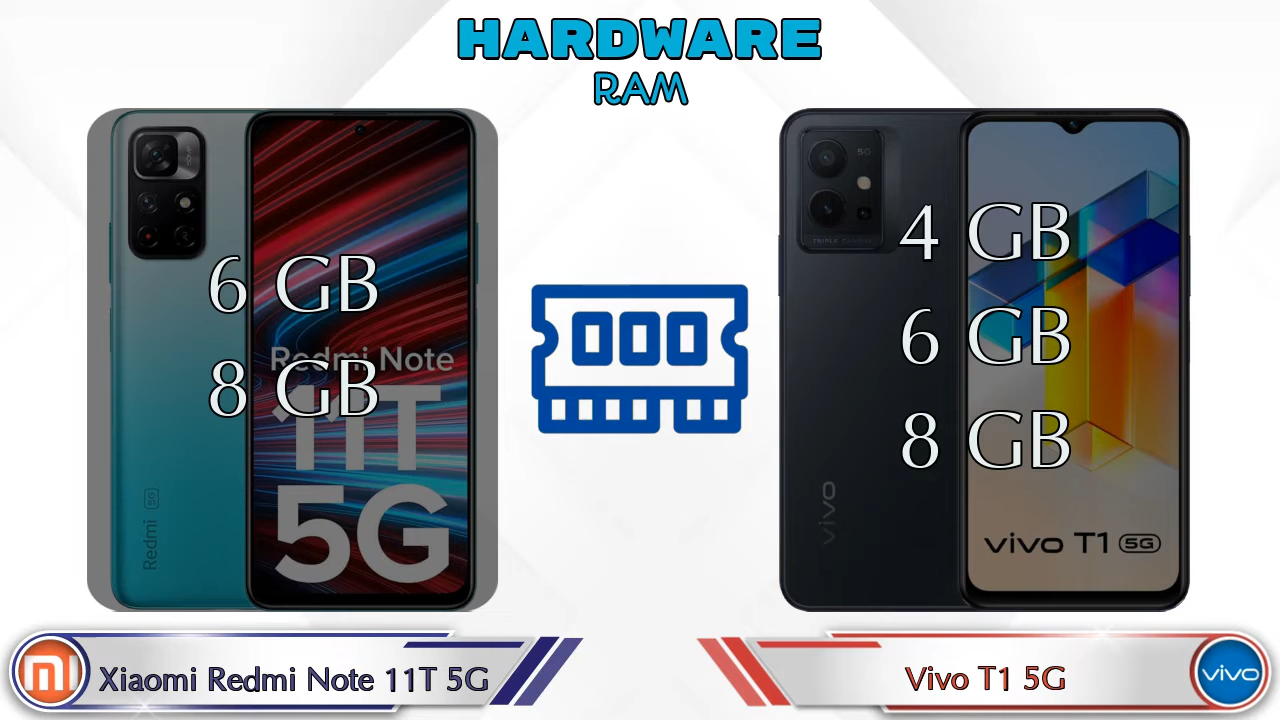 HARDWARE
RAM
6 GB
8 GB
Redmi Note
11T
5G
Redmi 5G
4 GB
6 GB
8 GB
5G
TRIPLE CAMERA
vivo
vivo T1 5G
Xiaomi Redmi Note 11T 5G
Vivo T1 5G
vivo